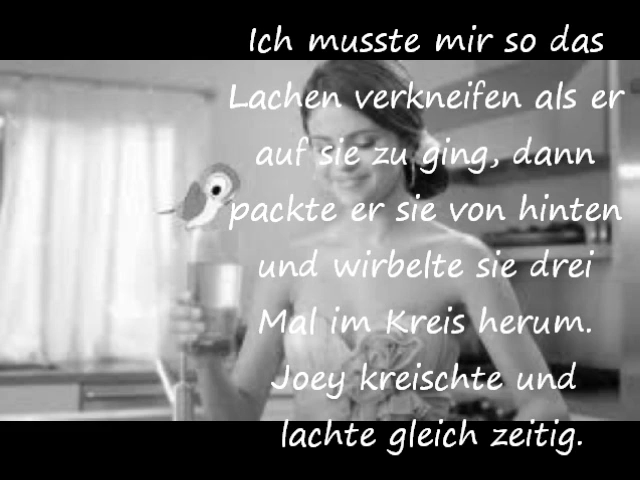 Ich musste mir so das
Lachen verkneifen als er
auf sie zu ging, dann
packte er sie von hinten
und wirbelte sie drei
Mal im Kreis herum.
Joey kreischte und
lachte gleich zeitig.